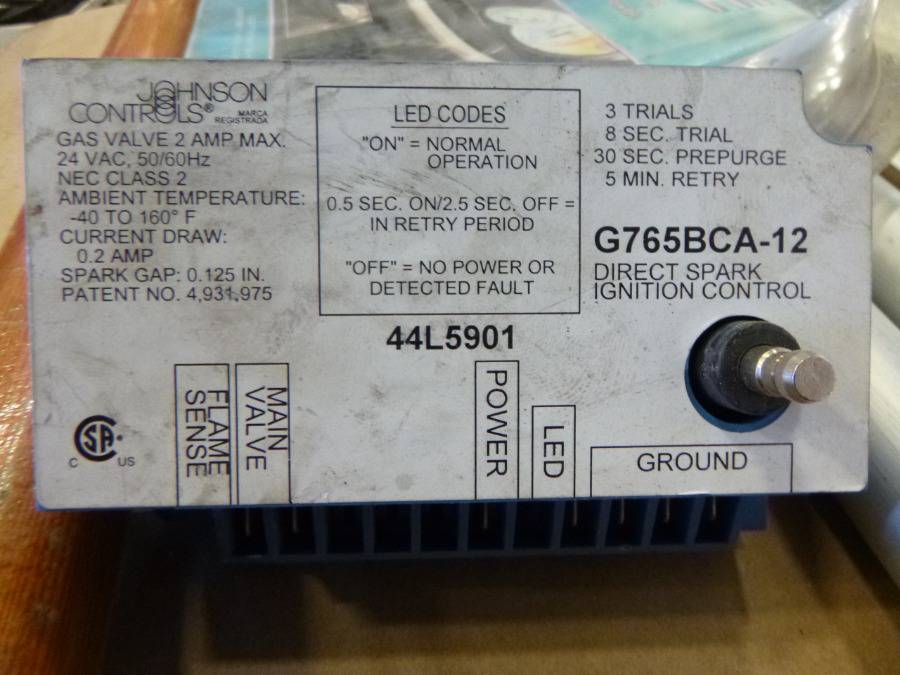 JOHNSON
CONTROLS®
MARCA
REGISTRADA
GAS VALVE 2 AMP MAX.
24 VAC, 50/60Hz
NEC CLASS 2
AMBIENT TEMPERATURE:
-40 TO 160° F
CURRENT DRAW:
0.2 AMP
SPARK GAP: 0.125 IN.
PATENT NO. 4,931,975
LED CODES
"ON" = NORMAL
OPERATION
0.5 SEC. ON/2.5 SEC. OFF =
IN RETRY PERIOD
"OFF" = NO POWER OR
DETECTED FAULT
3 TRIALS
8 SEC. TRIAL
30 SEC. PREPURGE
5 MIN. RETRY
G765BCA-12
DIRECT SPARK
IGNITION CONTROL
44L5901
SA
C US
FLAME
SENSE
MAIN
VALVE
POWER
LED
GROUND